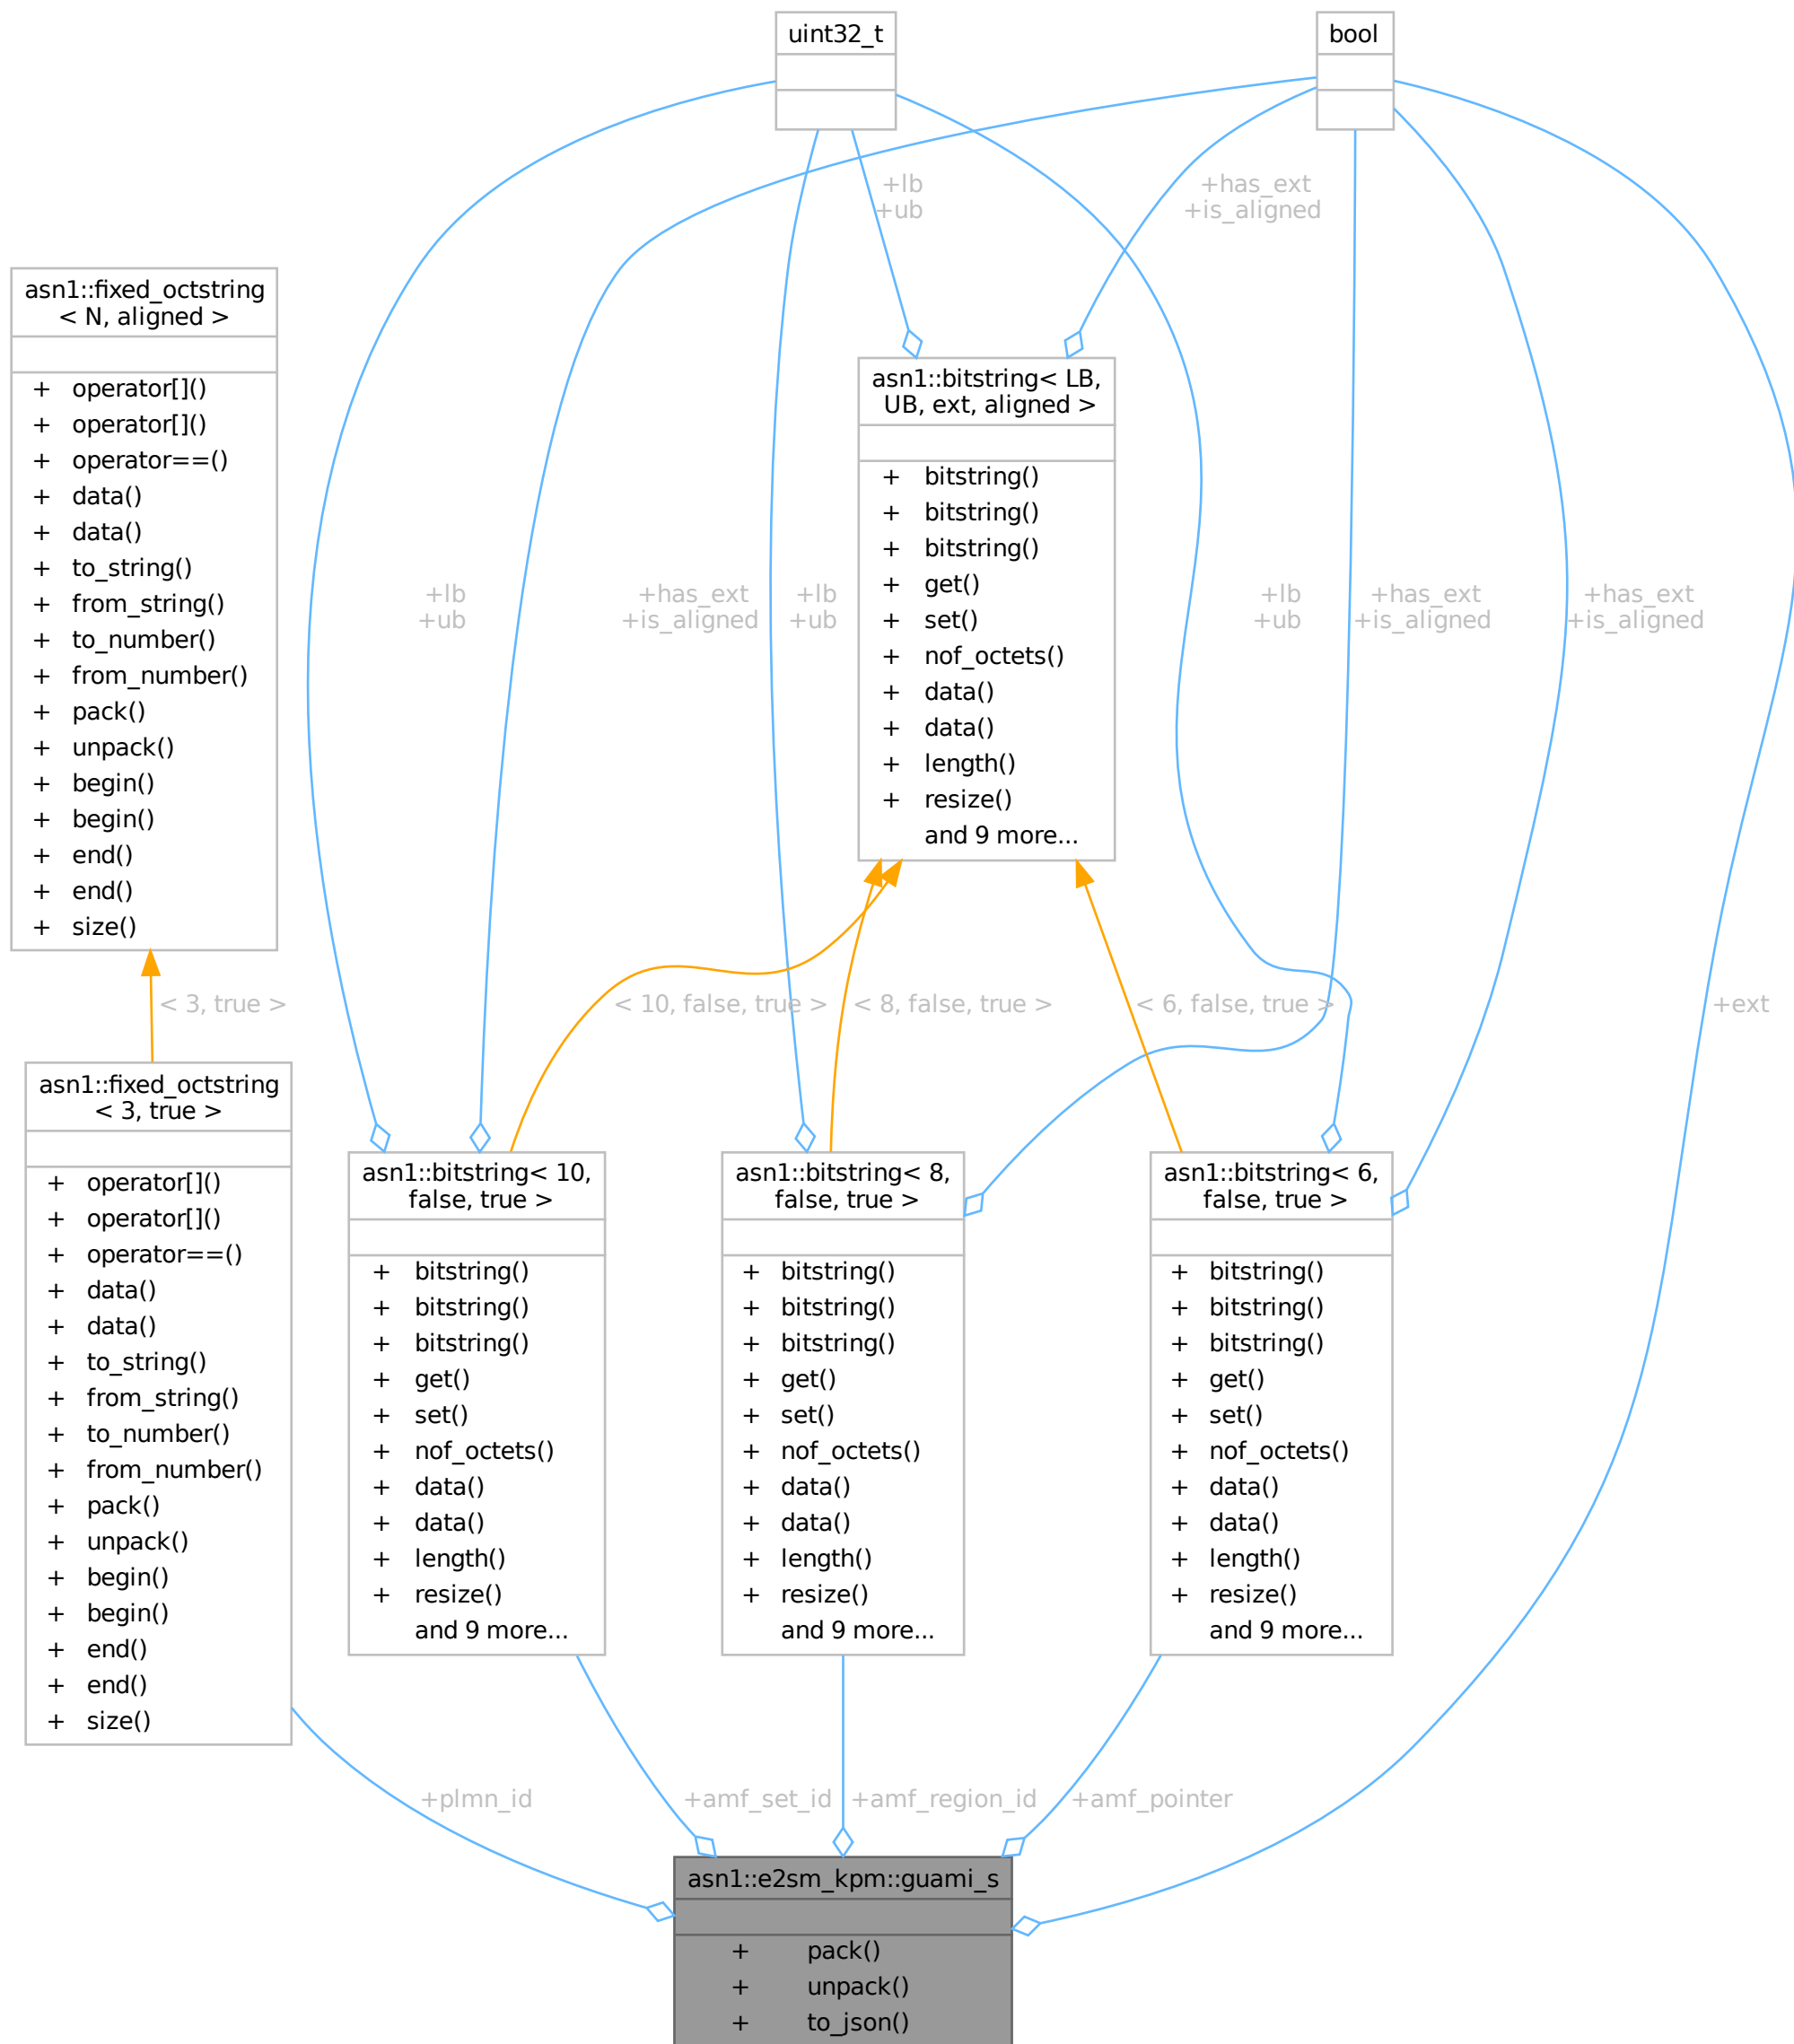 uint32_t
bool
+lb
+ub
+has_ext
+is_aligned
asn1::fixed_octstring
< N, aligned >
+ operator[]()
+ operator[]()
+ operator==()
+ data()
+ data()
+ to_string()
+ from_string()
+ to_number()
+ from_number()
+ pack()
+ unpack()
+ begin()
+ begin()
+ end()
+ end()
+ size()
asn1::bitstring< LB,
UB, ext, aligned >
+ bitstring()
+ bitstring()
+ bitstring()
+ get()
+ set()
+ nof_octets()
+ data()
+ data()
+ length()
+ resize()
and 9 more...
+lb
+ub
+has_ext
+is_aligned
+lb
+ub
+lb
+ub
+has_ext
+is_aligned
+has_ext
+is_aligned
< 3, true >
< 10, false, true >
< 8, false, true >
< 6, false, true >
+ext
asn1::fixed_octstring
< 3, true >
+ operator[]()
+ operator[]()
+ operator==()
+ data()
+ data()
+ to_string()
+ from_string()
+ to_number()
+ from_number()
+ pack()
+ unpack()
+ begin()
+ begin()
+ end()
+ end()
+ size()
asn1::bitstring< 10,
false, true >
+ bitstring()
+ bitstring()
+ bitstring()
+ get()
+ set()
+ nof_octets()
+ data()
+ data()
+ length()
+ resize()
and 9 more...
asn1::bitstring< 8,
false, true >
+ bitstring()
+ bitstring()
+ bitstring()
+ get()
+ set()
+ nof_octets()
+ data()
+ data()
+ length()
+ resize()
and 9 more...
asn1::bitstring< 6,
false, true >
+ bitstring()
+ bitstring()
+ bitstring()
+ get()
+ set()
+ nof_octets()
+ data()
+ data()
+ length()
+ resize()
and 9 more...
+plmn_id
+amf_set_id
+amf_region_id
+amf_pointer
asn1::e2sm_kpm::guami_s
+ pack()
+ unpack()
+ to_json()